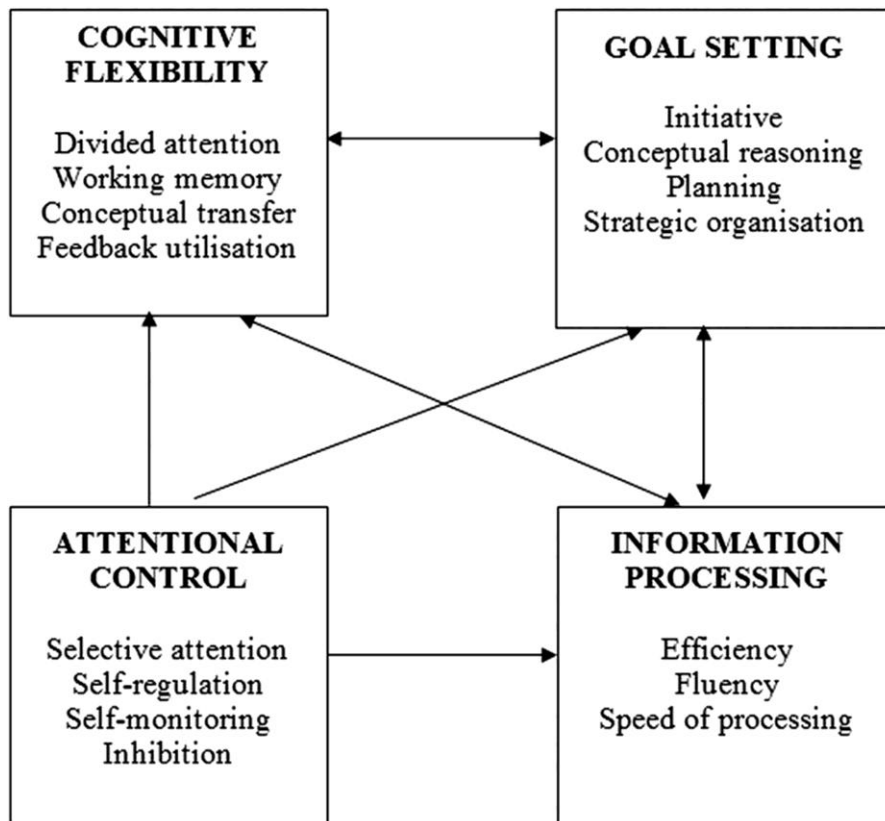 COGNITIVE
FLEXIBILITY
Divided attention
Working memory
Conceptual transfer
Feedback utilisation
GOAL SETTING
Initiative
Conceptual reasoning
Planning
Strategic organisation
ATTENTIONAL
CONTROL
Selective attention
Self-regulation
Self-monitoring
Inhibition
INFORMATION
PROCESSING
Efficiency
Fluency
Speed of processing